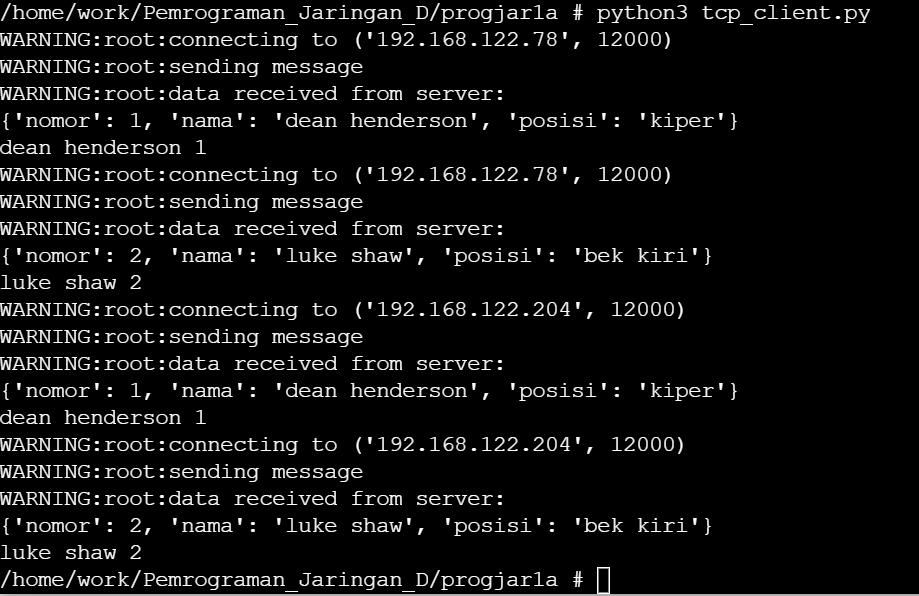 /home/work/Pemrograman_Jaringan_D/progjar1a # python3 tcp_client.py
WARNING:root:connecting to ('192.168.122.78', 12000)
WARNING:root:sending message
WARNING:root:data received from server:
{'nomor': 1, 'nama': 'dean henderson', 'posisi': 'kiper'}
dean henderson 1
WARNING:root:connecting to ('192.168.122.78', 12000)
WARNING:root:sending message
WARNING:root:data received from server:
{'nomor': 2, 'nama': 'luke shaw', 'posisi': 'bek kiri'}
luke shaw 2
WARNING:root:connecting to ('192.168.122.204', 12000)
WARNING:root:sending message
WARNING:root:data received from server:
{'nomor': 1, 'nama': 'dean henderson', 'posisi': 'kiper'}
dean henderson 1
WARNING:root:connecting to ('192.168.122.204', 12000)
WARNING:root:sending message
WARNING:root:data received from server:
{'nomor': 2, 'nama': 'luke shaw', 'posisi': 'bek kiri'}
luke shaw 2
/home/work/Pemrograman_Jaringan_D/progjar1a #